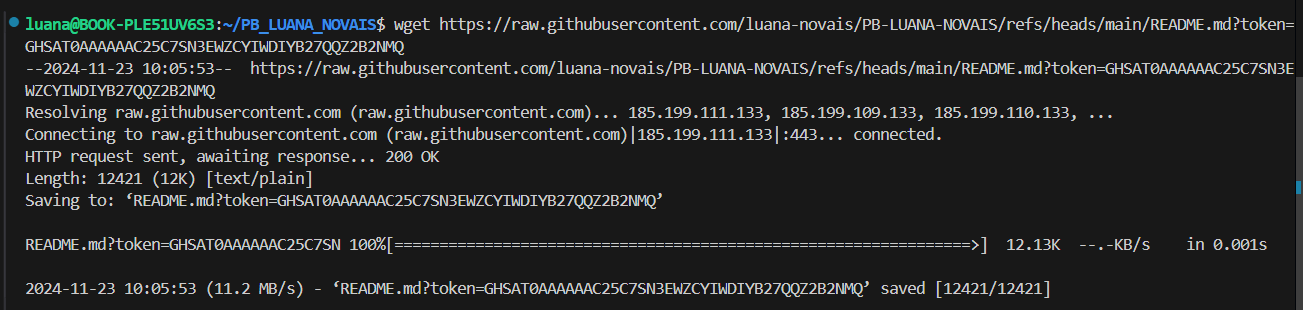 luana@BOOK-PLE51UV6S3:~/PB_LUANA_NOVAIS$ wget https://raw.githubusercontent.com/luana-novais/PB-LUANA-NOVAIS/refs/heads/main/README.md?token=
GHSAT0AAAAAAC25C7SN3EWZCYIWDIYB27QQZ2B2NMQ
--2024-11-23 10:05:53--  https://raw.githubusercontent.com/luana-novais/PB-LUANA-NOVAIS/refs/heads/main/README.md?token=GHSAT0AAAAAAC25C7SN3E
WZCYIWDIYB27QQZ2B2NMQ
Resolving raw.githubusercontent.com (raw.githubusercontent.com)... 185.199.111.133, 185.199.109.133, 185.199.110.133, ...
Connecting to raw.githubusercontent.com (raw.githubusercontent.com)|185.199.111.133|:443... connected.
HTTP request sent, awaiting response... 200 OK
Length: 12421 (12K) [text/plain]
Saving to: ‘README.md?token=GHSAT0AAAAAAC25C7SN3EWZCYIWDIYB27QQZ2B2NMQ’
README.md?token=GHSAT0AAAAAAC25C7SN 100%[================================================================>]  12.13K  --.-KB/s    in 0.001s
2024-11-23 10:05:53 (11.2 MB/s) - ‘README.md?token=GHSAT0AAAAAAC25C7SN3EWZCYIWDIYB27QQZ2B2NMQ’ saved [12421/12421]